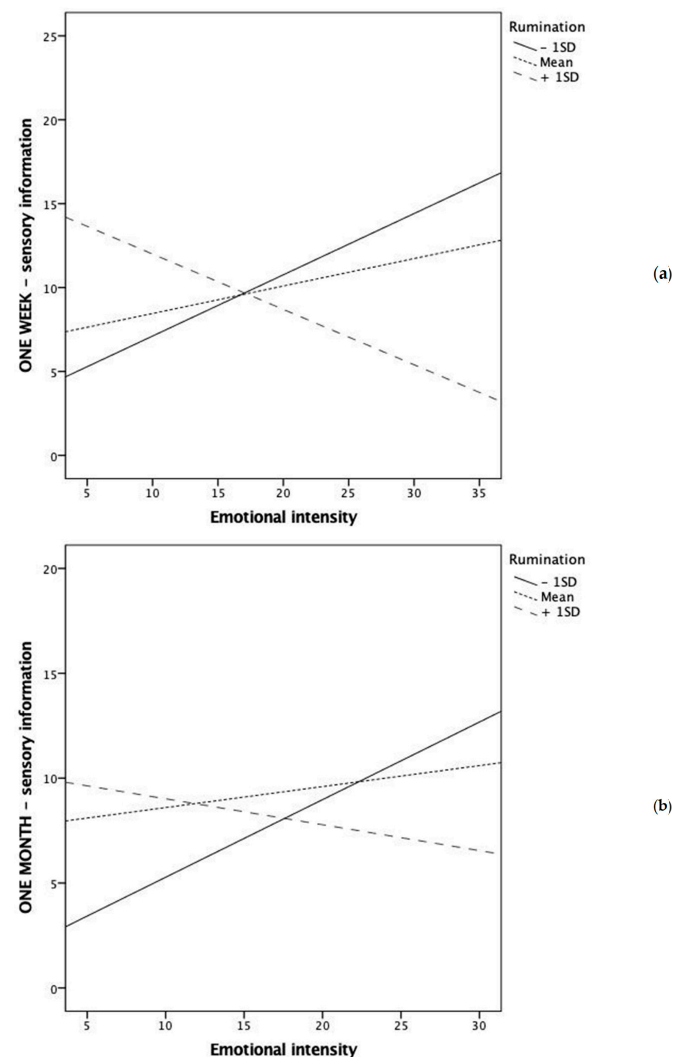 Rumination
– 1SD
Mean
+ 1SD
25
20
15
10
5
0
ONE WEEK – sensory information
5 10 15 20 25 30 35
Emotional intensity
(a)
Rumination
– 1SD
Mean
+ 1SD
20
15
10
5
0
ONE MONTH – sensory information
5 10 15 20 25 30
Emotional intensity
(b)